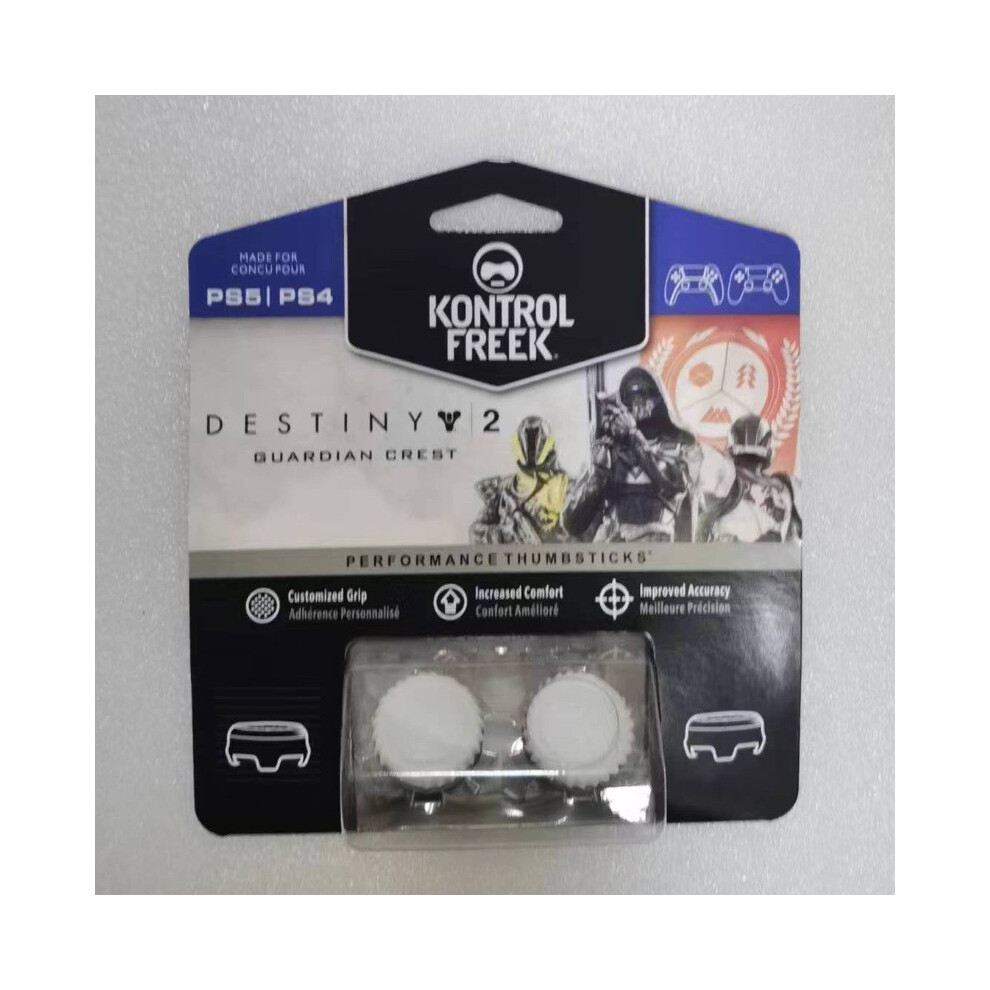 MADE FOR
CONCU POUR
PS5 | PS4
KONTROL
FREEK®
DESTINY 2
GUARDIAN CREST
PERFORMANCE THUMBSTICKS
Customized Grip
Adhérence Personnalisé
Increased Comfort
Confort Amélioré
Improved Accuracy
Meilleure Précision